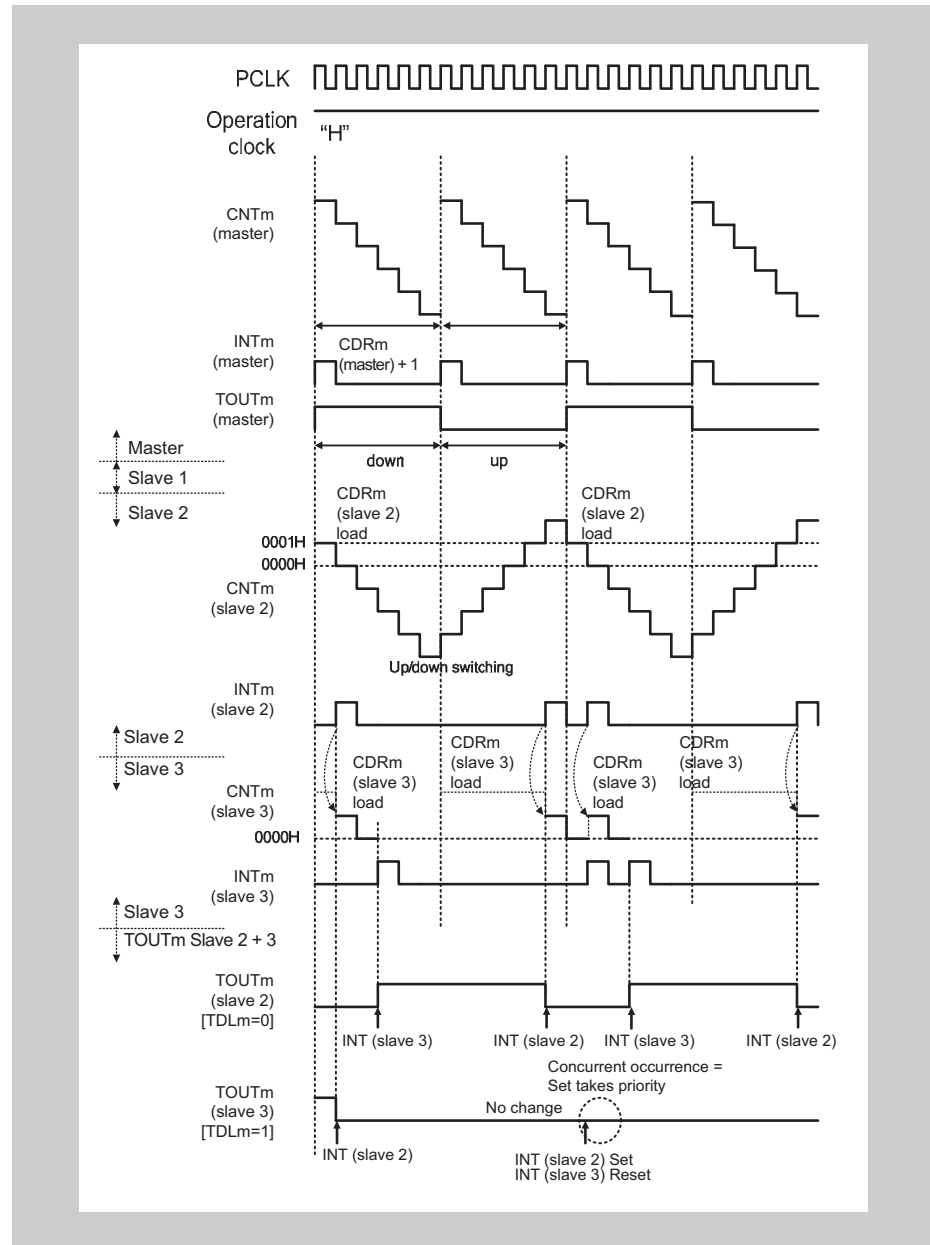 PCLK
Operation
clock
“H”
CNTm
(master)
INTm
(master)
CDRm
(master) + 1
TOUTm
(master)
Master
down
up
Slave 1
Slave 2
CDRm
(slave 2)
load
CDRm
(slave 2)
load
0001H
0000H
CNTm
(slave 2)
Up/down switching
INTm
(slave 2)
Slave 2
Slave 3
CDRm
(slave 3)
load
CDRm
(slave 3)
load
CDRm
(slave 3)
load
CDRm
(slave 3)
load
CNTm
(slave 3)
0000H
INTm
(slave 3)
Slave 3
TOUTm Slave 2 + 3
TOUTm
(slave 2)
[TDLm=0]
INT (slave 3)
INT (slave 2)
INT (slave 3)
INT (slave 2)
Concurrent occurrence =
Set takes priority
TOUTm
(slave 3)
[TDLm=1]
No change
INT (slave 2)
INT (slave 2) Set
INT (slave 3) Reset